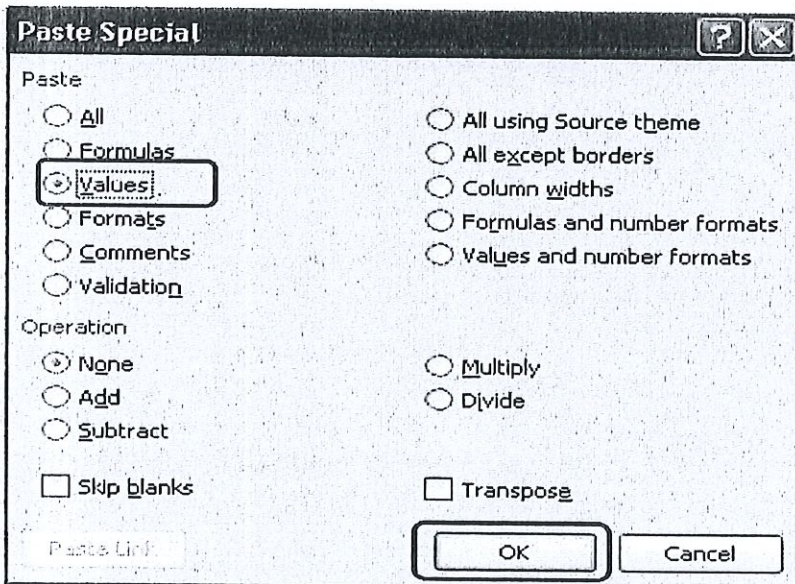 Paste Special
Paste
All
Formulas
Values
Formats
Comments
Validation
All using Source theme
All except borders
Column widths
Formulas and number formats
Values and number formats
Operation
None
Add
Subtract
Multiply
Divide
Skip blanks
Transpose
Paste Link
OK
Cancel